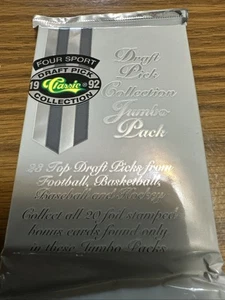 FOUR SPORT
DRAFT PICK
19 Classic 92
COLLECTION
Draft
Pick
Collection
Jumbo
Pack
23 Top Draft Picks from
Football, Basketball,
Baseball and Hockey.
Collect all 20 foil stamped
bonus cards found only
in these Jumbo Packs